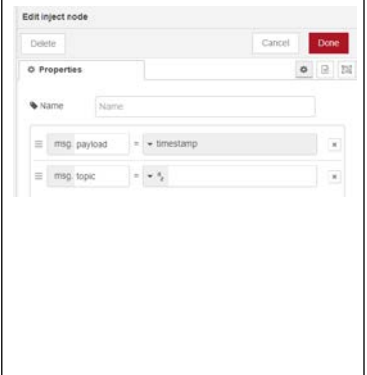 Edit inject node
Delete Cancel Done
Properties
Name Name
msg. payload = timestamp
msg. topic = a z